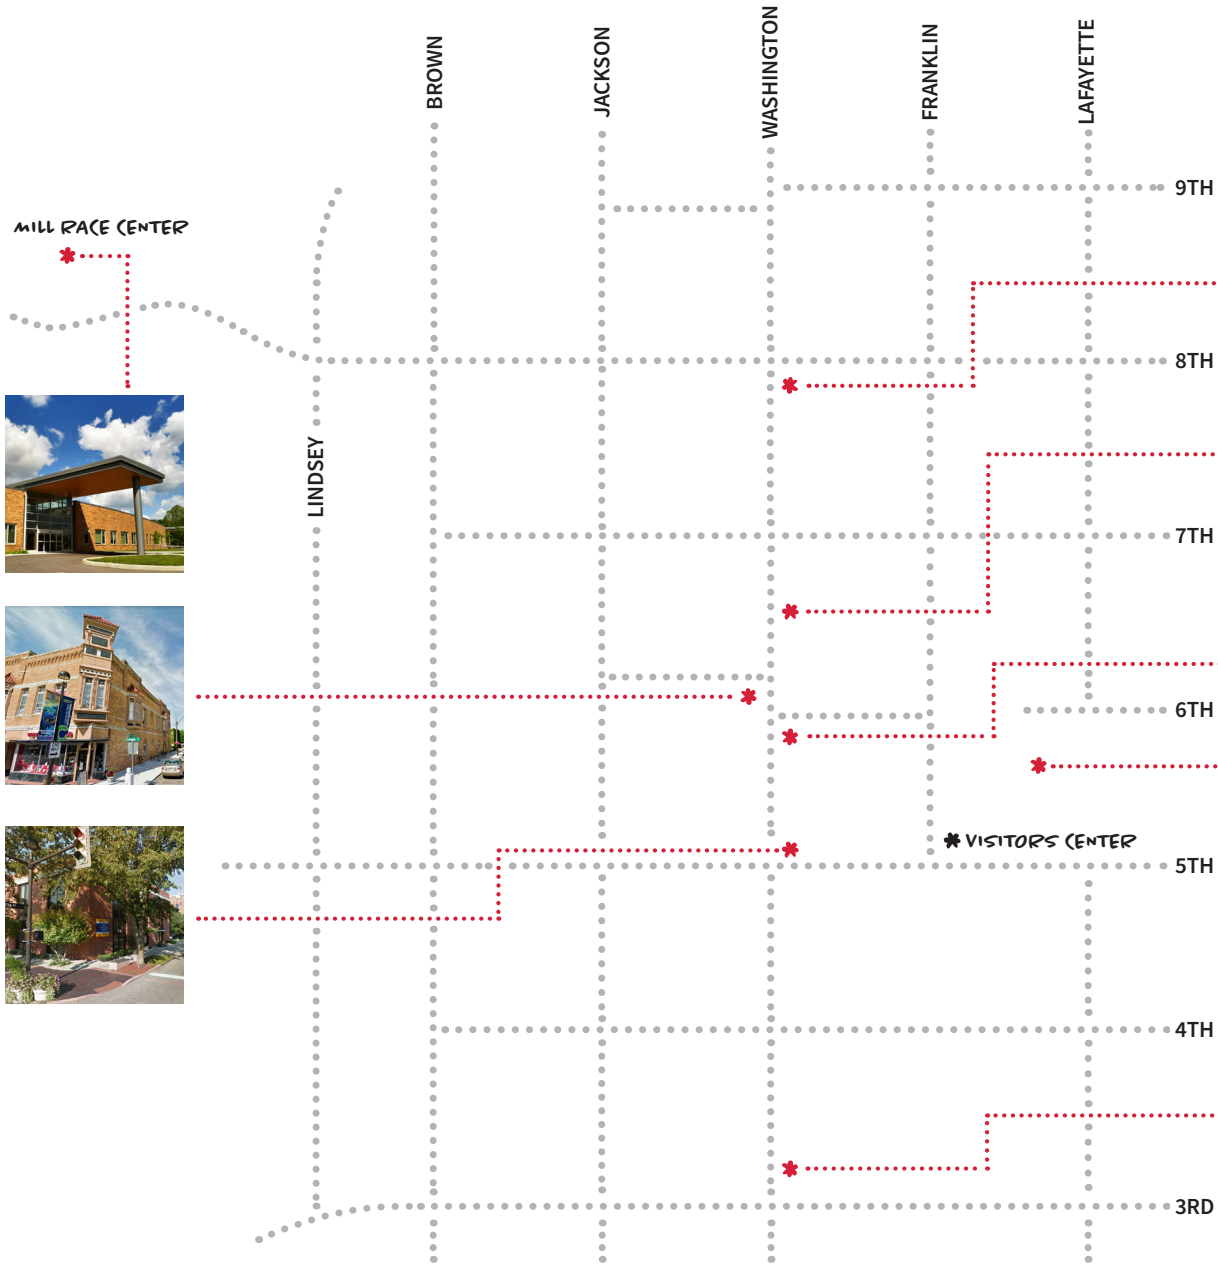 BROWN
JACKSON
WASHINGTON
FRANKLIN
LAFAYETTE
9TH
MILL RACE CENTER
8TH
LINDSEY
7TH
6TH
VISITORS CENTER
5TH
4TH
3RD